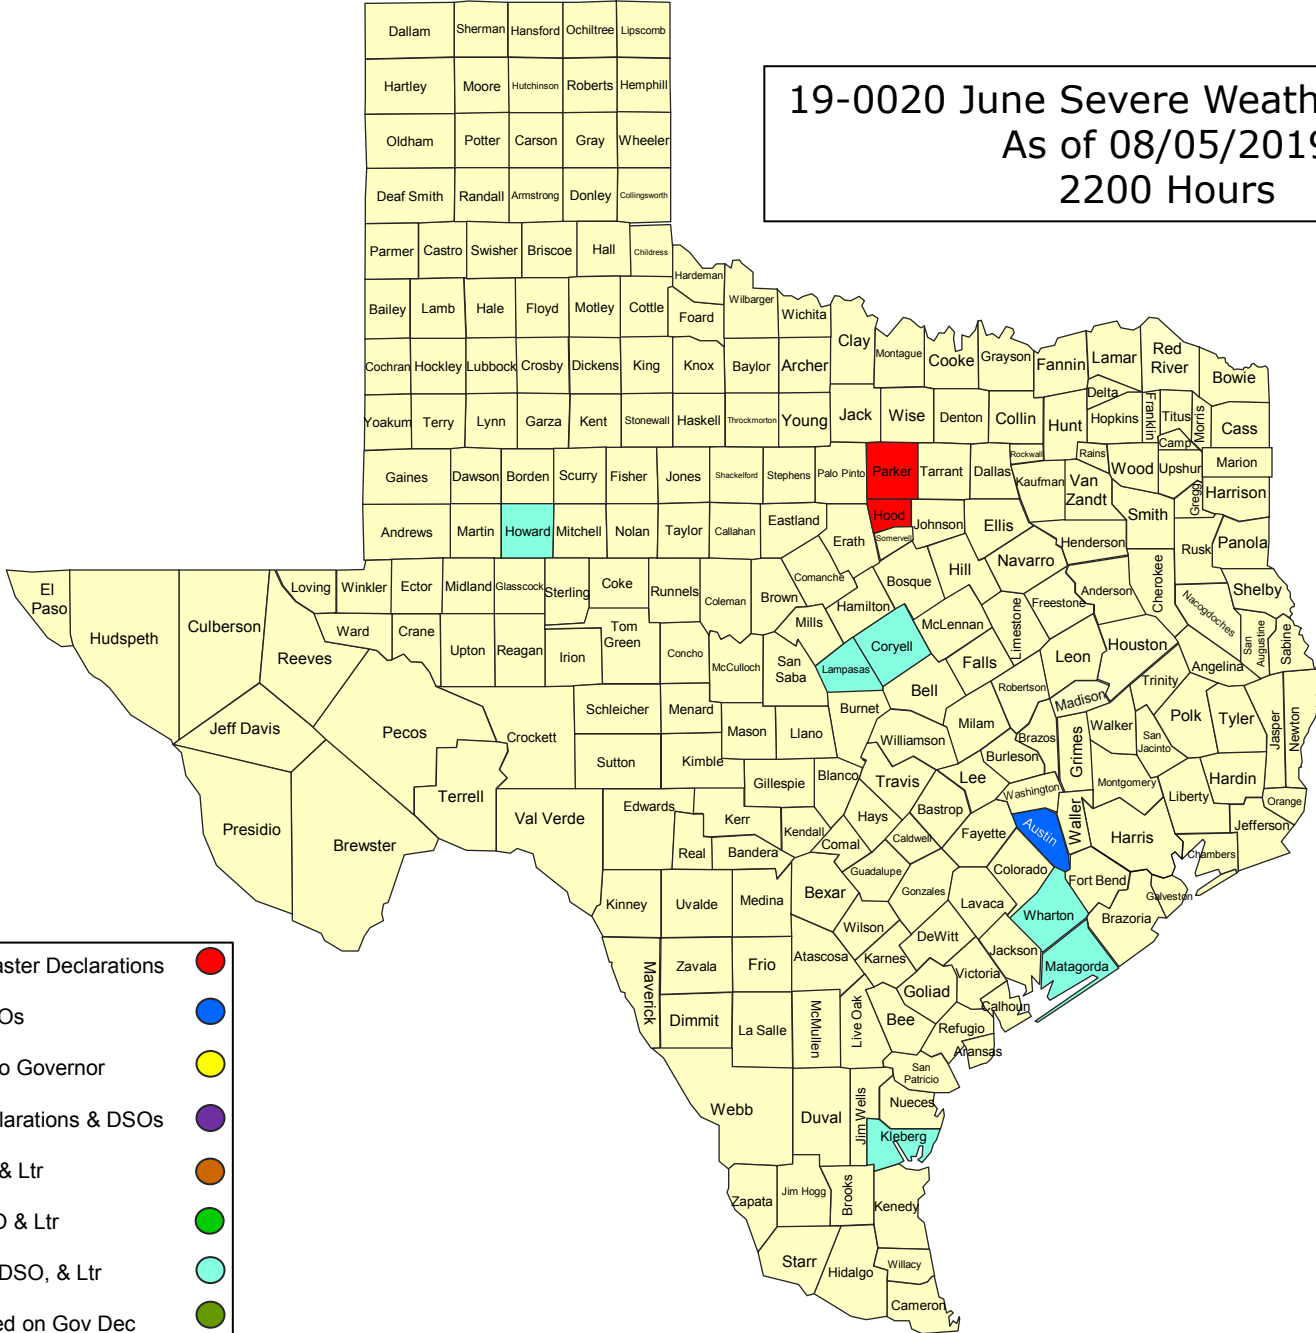 Dallam Sherman Hansford Ochiltree Lipscomb
Hartley Moore Hutchinson Roberts Hemphill
19-0020 June Severe Weath
As of 08/05/2019
2200 Hours
Oldham Potter Carson Gray Wheeler
Deaf Smith Randall Armstrong Donley Collingsworth
Parmer Castro Swisher Briscoe Hall Childress
Hardeman
Bailey Lamb Hale Floyd Motley Cottle Foard Wilbarger Wichita
Clay Montague Cooke Grayson Fannin Lamar Red River Bowie
Cochran Hockley Lubbock Crosby Dickens King Knox Baylor Archer
Delta
Yoakum Terry Lynn Garza Kent Stonewall Haskell Throckmorton Young Jack Wise Denton Collin Hunt Hopkins Franklin Titus Morris Cass
Camp
Gaines Dawson Borden Scurry Fisher Jones Shackelford Stephens Palo Pinto Parker Tarrant Dallas Rockwall Kaufman Rains Van Zandt Wood Upshur Marion
Gregg Harrison
Andrews Martin Howard Mitchell Nolan Taylor Callahan Eastland Erath Hood Somervell Johnson Ellis Henderson Smith Rusk Panola
El Paso Hudspeth Culberson Loving Winkler Ector Midland Glasscock Sterling Coke Runnels Coleman Brown Comanche Bosque Hill Navarro Anderson Cherokee Nacogdoches Shelby
Reeves Ward Crane Upton Reagan Irion Tom Green Concho McCulloch San Saba Mills Hamilton Coryell Lampasas McLennan Limestone Freestone Falls Leon Houston Angelina San Augustine Sabine
Jeff Davis Pecos Crockett Schleicher Menard Mason Llano Burnet Bell Milam Robertson Madison Trinity Polk Tyler Jasper Newton
Sutton Kimble Gillespie Blanco Williamson Travis Lee Burleson Brazos Grimes Walker San Jacinto Montgomery Liberty Hardin
Presidio Brewster Terrell Val Verde Edwards Kerr Kendall Hays Comal Caldwell Bastrop Fayette Washington Austin Waller Harris Orange Jefferson Chambers
Real Bandera Guadalupe Gonzales Colorado Fort Bend Galveston
Kinney Uvalde Medina Bexar Wilson Lavaca Wharton Brazoria
Maverick Zavala Frio Atascosa Karnes DeWitt Jackson Matagorda
Victoria Goliad Calhoun
Dimmit La Salle McMullen Live Oak Bee Refugio Aransas
San Patricio
Webb Duval Jim Wells Nueces
Kleberg
Zapata Jim Hogg Brooks Kenedy
Starr Hidalgo Willacy
Cameron
aster Declarations
Os
o Governor
larations & DSOs
& Ltr
O & Ltr
DSO, & Ltr
ed on Gov Dec